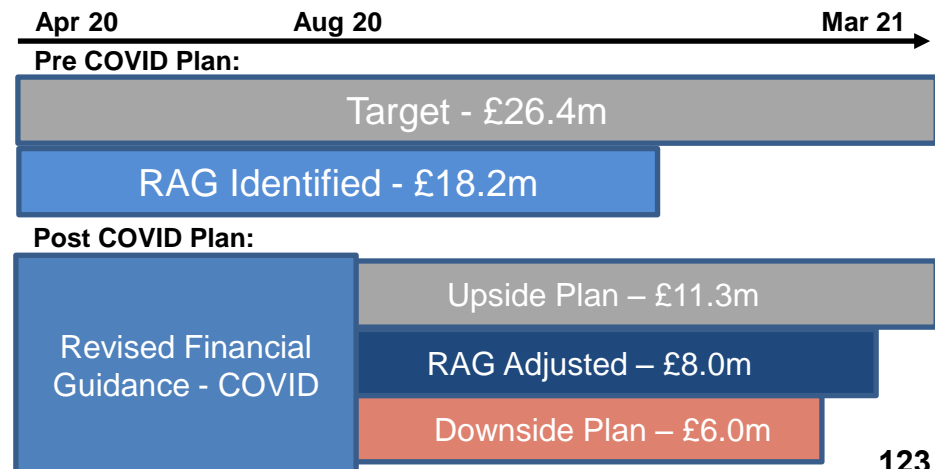 Apr 20 Aug 20 Mar 21
Pre COVID Plan:
Target - £26.4m
RAG Identified - £18.2m
Post COVID Plan:
Revised Financial
Guidance - COVID
Upside Plan – £11.3m
RAG Adjusted – £8.0m
Downside Plan – £6.0m
123